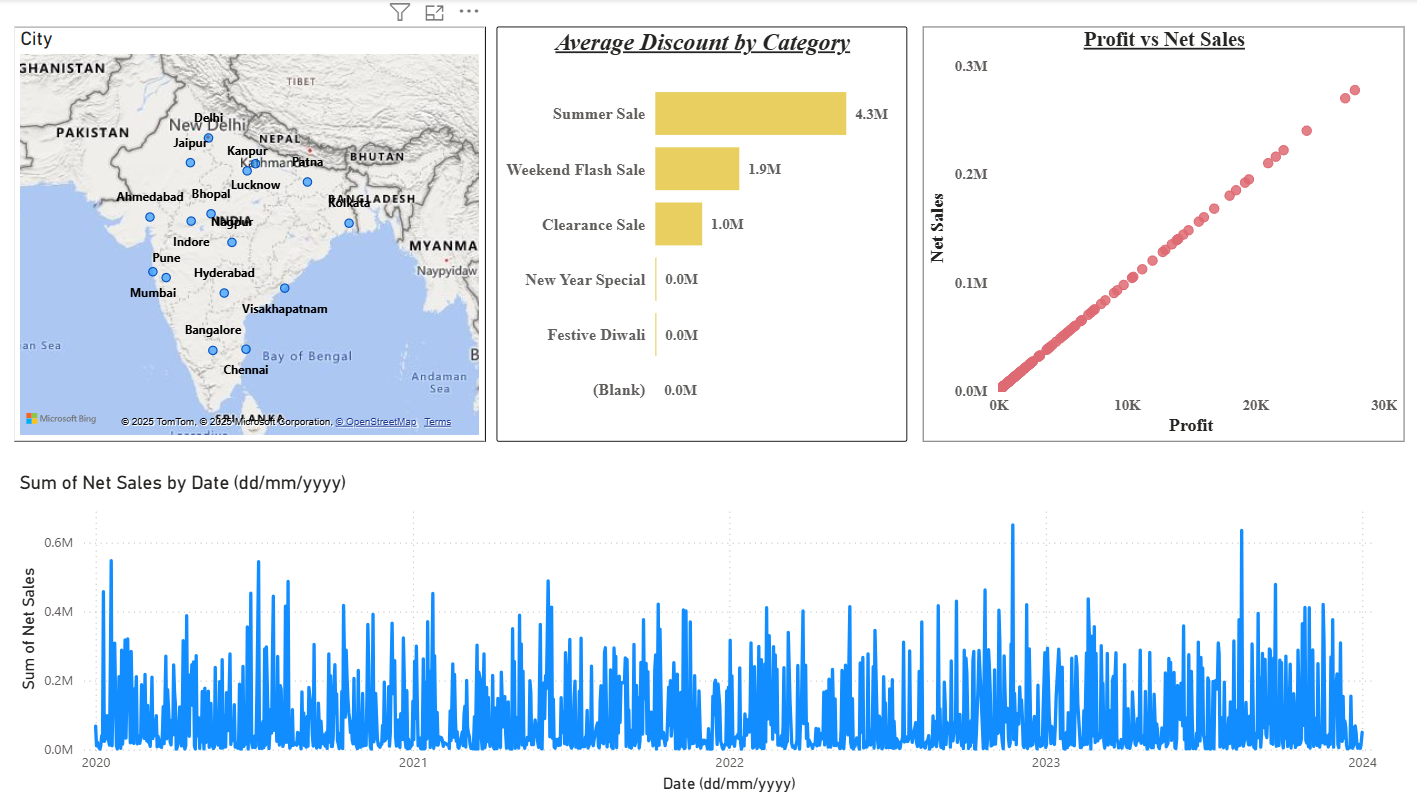 City
GHANISTAN
TIBET
PAKISTAN
Delhi
New Delhi
NEPAL
BHUTAN
Jaipur
Kanpur
Patna
Lucknow
Ahmedabad
Bhopal
BANGLADESH
Kolkata
INDIA
Nagpur
Indore
MYANMA
Pune
Naypyidaw
Hyderabad
Mumbai
Visakhapatnam
Bangalore
an Sea
Bay of Bengal
B
Chennai
Andaman
Sea
SRI LANKA
Microsoft Bing
© 2025 TomTom, © 2025 Microsoft Corporation, © OpenStreetMap Terms
Average Discount by Category
Summer Sale 4.3M
Weekend Flash Sale 1.9M
Clearance Sale 1.0M
New Year Special 0.0M
Festive Diwali 0.0M
(Blank) 0.0M
Profit vs Net Sales
Net Sales
0.3M
0.2M
0.1M
0.0M
0K 10K 20K 30K
Profit
Sum of Net Sales by Date (dd/mm/yyyy)
Sum of Net Sales
0.6M
0.4M
0.2M
0.0M
2020 2021 2022 2023 2024
Date (dd/mm/yyyy)